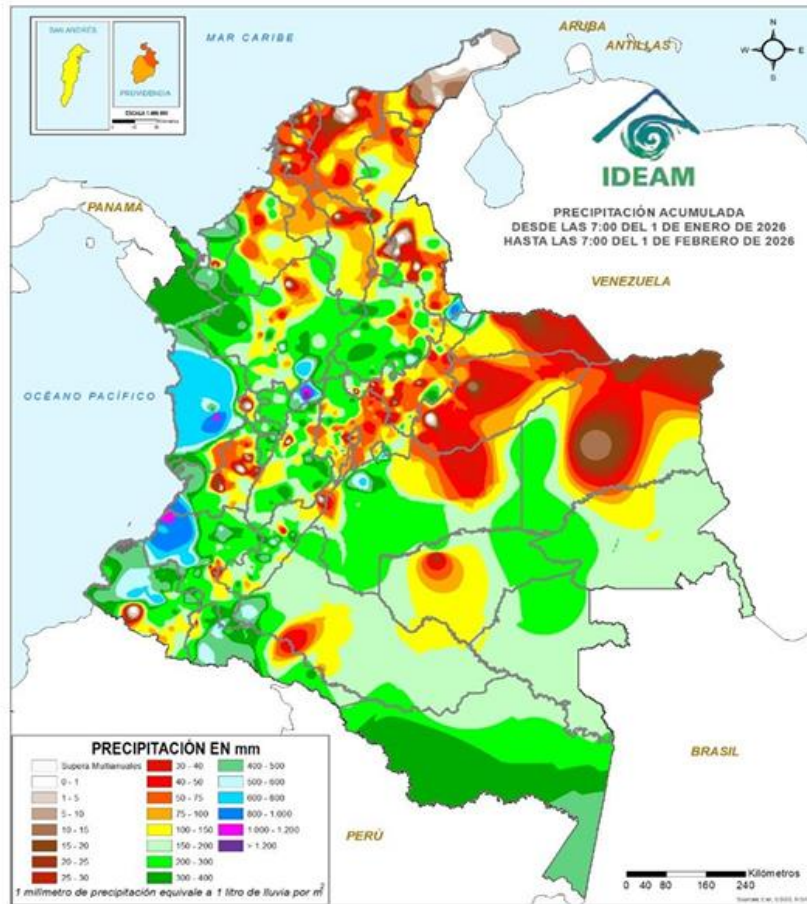 SAN ANDRÉS
PROVIDENCIA
MAR CARIBE
ARUBA
ANTILLAS
N
W
E
S
IDEAM
PRECIPITACIÓN ACUMULADA
DESDE LAS 7:00 DEL 1 DE ENERO DE 2026
HASTA LAS 7:00 DEL 1 DE FEBRERO DE 2026
PANAMÁ
VENEZUELA
OCÉANO PACÍFICO
BRASIL
PERÚ
PRECIPITACIÓN EN mm
Supera Multianuales
0 - 1
1 - 5
5 - 10
10 - 15
15 - 20
20 - 25
25 - 30
30 - 40
40 - 50
50 - 75
75 - 100
100 - 150
150 - 200
200 - 300
300 - 400
400 - 500
500 - 600
600 - 800
800 - 1.000
1.000 - 1.200
> 1.200
1 milímetro de precipitación equivale a 1 litro de lluvia por m²
Kilómetros
0 40 80 160 240